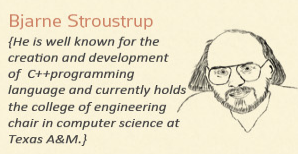 Bjarne Stroustrup
{He is well known for the
creation and development
of C++programming
language and currently holds
the college of engineering
chair in computer science at
Texas A&M.}